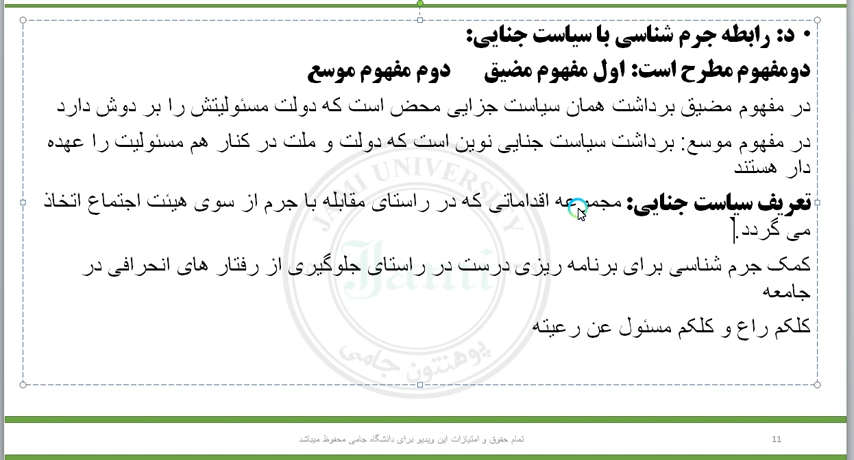 • د: رابطه جرم شناسی با سیاست جنایی:
دومفهوم مطرح است: اول مفهوم مضیق دوم مفهوم موسع
در مفهوم مضیق برداشت همان سیاست جزایی محض است که دولت مسئولیتش را بر دوش دارد
در مفهوم موسع: برداشت سیاست جنایی نوین است که دولت و ملت در کنار هم مسئولیت را عهده
دار هستند
تعریف سیاست جنایی: مجموعه اقداماتی که در راستای مقابله با جرم از سوی هیئت اجتماع اتخاذ
می گردد.
کمک جرم شناسی برای برنامه ریزی درست در راستای جلوگیری از رفتار های انحرافی در
جامعه
کلکم راع و کلکم مسئول عن رعیته
JAMI UNIVERSITY
Jami
پوهنتون جامی
تمام حقوق و امتیازات این ویدیو برای دانشگاه جامی محفوظ میباشد
11